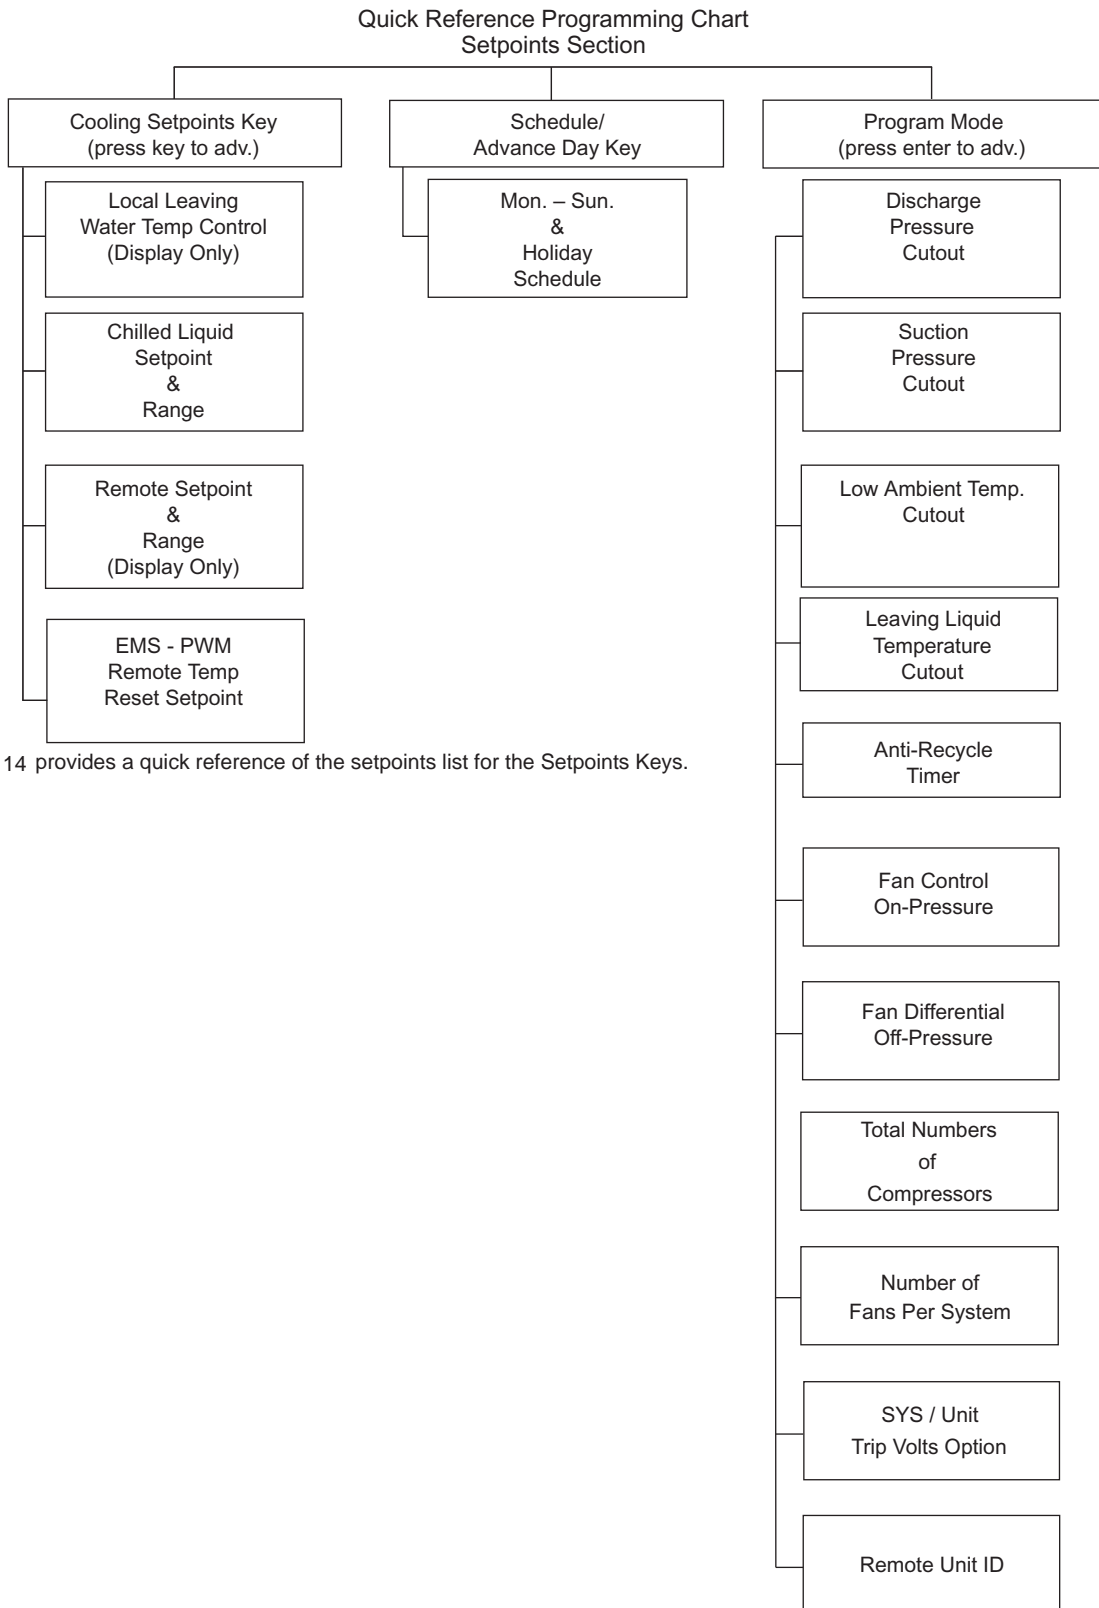 Quick Reference Programming Chart
Setpoints Section
Cooling Setpoints Key
(press key to adv.)
Local Leaving
Water Temp Control
(Display Only)
Chilled Liquid
Setpoint
&
Range
Remote Setpoint
&
Range
(Display Only)
EMS - PWM
Remote Temp
Reset Setpoint
14 provides a quick reference of the setpoints list for the Setpoints Keys.
Schedule/
Advance Day Key
Mon. – Sun.
&
Holiday
Schedule
Program Mode
(press enter to adv.)
Discharge
Pressure
Cutout
Suction
Pressure
Cutout
Low Ambient Temp.
Cutout
Leaving Liquid
Temperature
Cutout
Anti-Recycle
Timer
Fan Control
On-Pressure
Fan Differential
Off-Pressure
Total Numbers
of
Compressors
Number of
Fans Per System
SYS / Unit
Trip Volts Option
Remote Unit ID